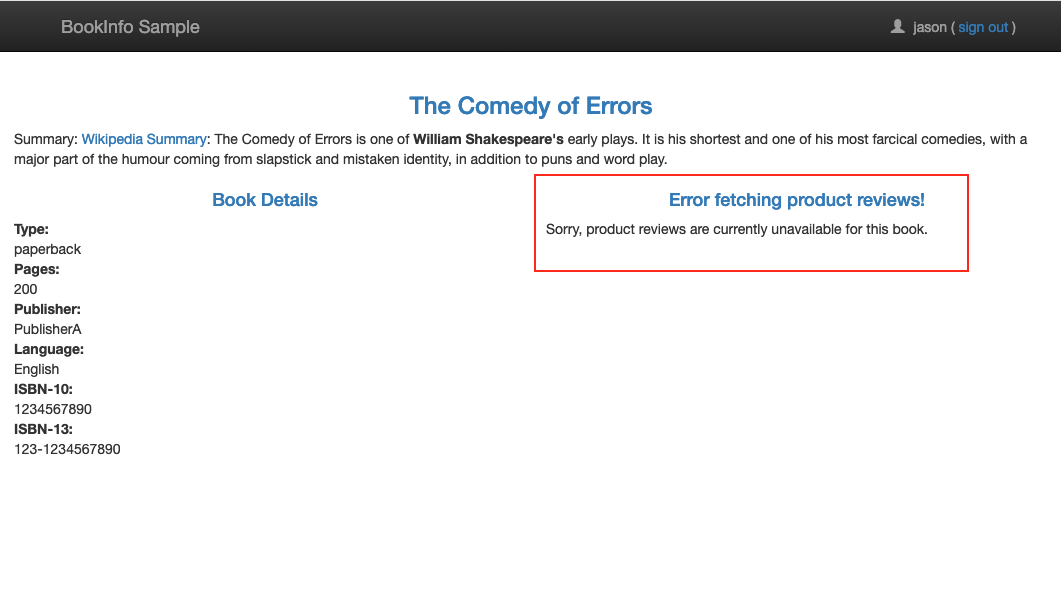 BookInfo Sample
jason ( sign out )
The Comedy of Errors
Summary: Wikipedia Summary: The Comedy of Errors is one of William Shakespeare's early plays. It is his shortest and one of his most farcical comedies, with a
major part of the humour coming from slapstick and mistaken identity, in addition to puns and word play.
Book Details
Type:
paperback
Pages:
200
Publisher:
PublisherA
Language:
English
ISBN-10:
1234567890
ISBN-13:
123-1234567890
Error fetching product reviews!
Sorry, product reviews are currently unavailable for this book.